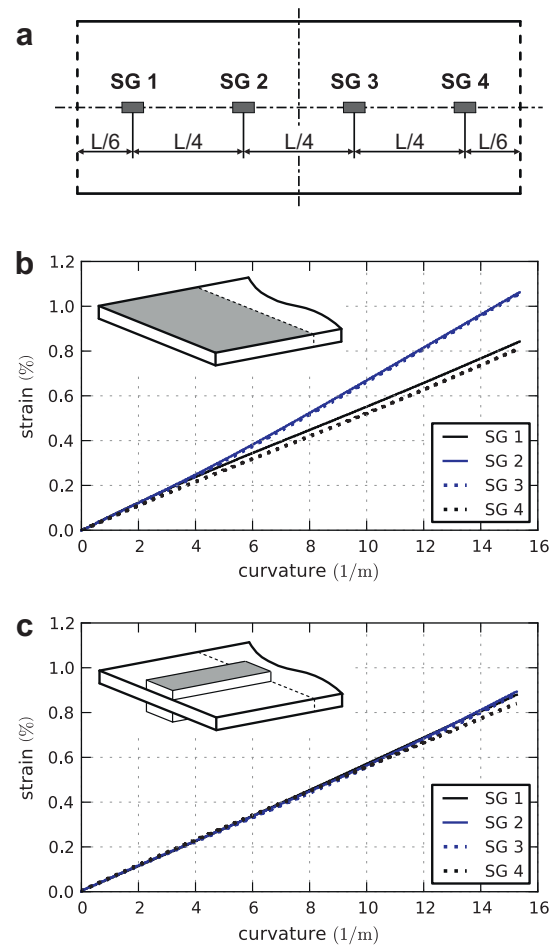 a
SG 1 SG 2 SG 3 SG 4
L/6 L/4 L/4 L/4 L/6
b
1.2
1.0
0.8
0.6
0.4
0.2
0.0
strain (%)
0 2 4 6 8 10 12 14 16
curvature (1/m)
SG 1
SG 2
SG 3
SG 4
c
1.2
1.0
0.8
0.6
0.4
0.2
0.0
strain (%)
0 2 4 6 8 10 12 14 16
curvature (1/m)
SG 1
SG 2
SG 3
SG 4